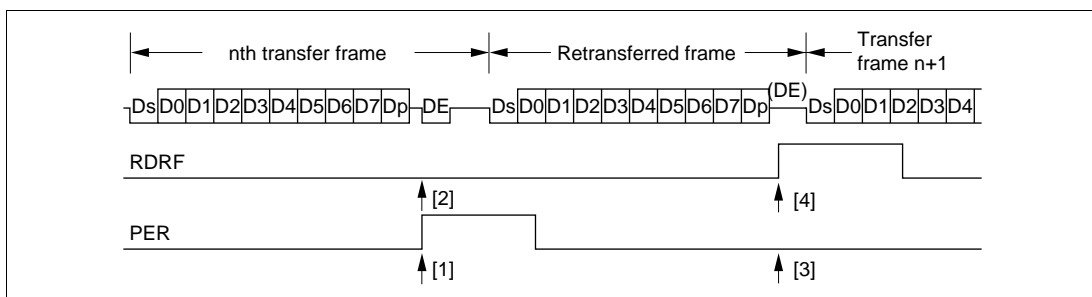 nth transfer frame Retransferred frame Transfer
frame n+1
(DE)
Ds D0 D1 D2 D3 D4 D5 D6 D7 Dp DE Ds D0 D1 D2 D3 D4 D5 D6 D7 Dp Ds D0 D1 D2 D3 D4
RDRF
[2] [4]
PER
[1] [3]